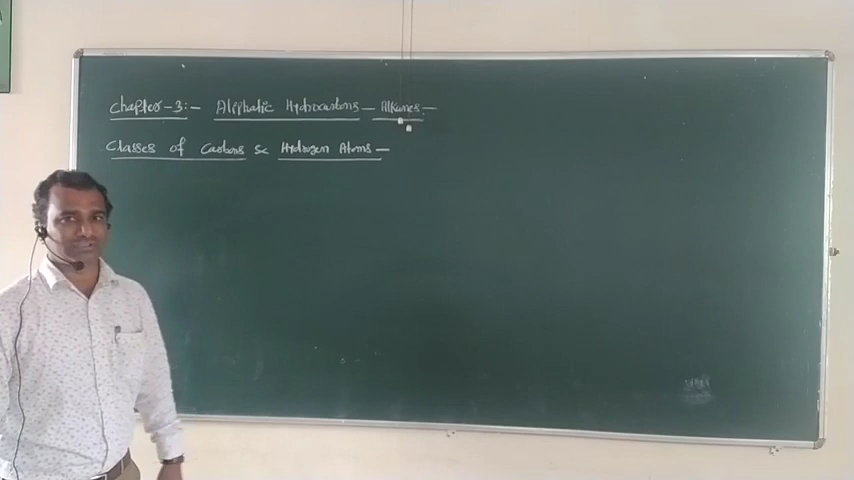 Chapter-3:- Aliphatic Hydrocarbons - Alkanes:-
Classes of Carbons & Hydrogen Atoms -